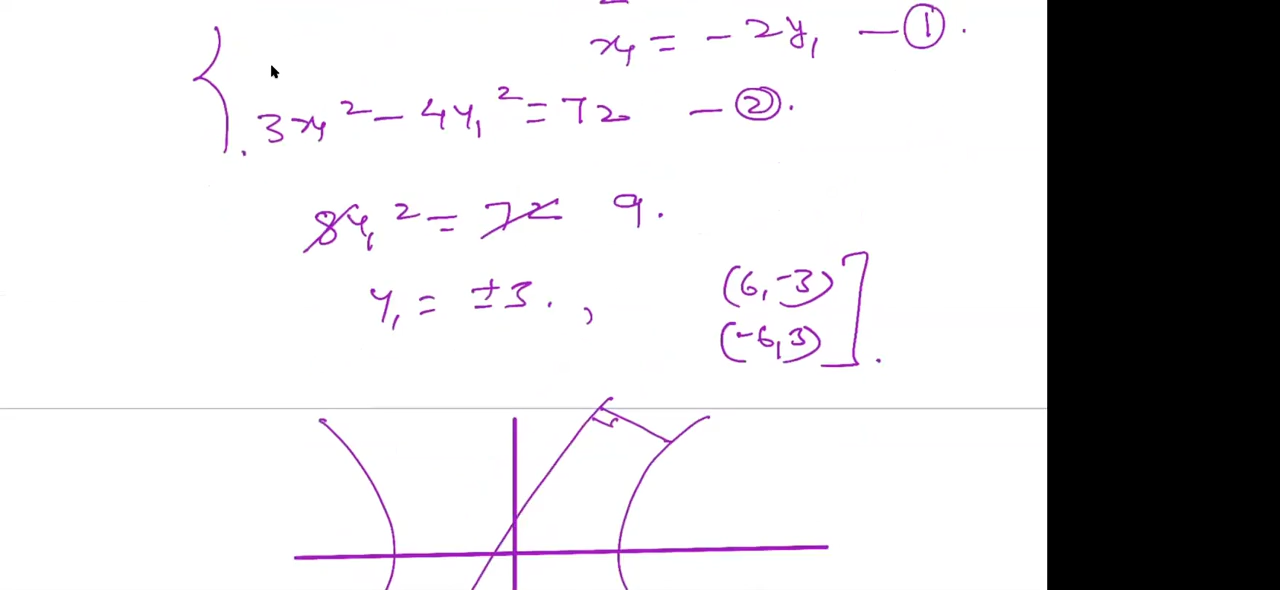 x₁ = - 2y₁ — ①.
3x₁² - 4y₁² = 72 — ②.
8y₁² = 72 9.
y₁ = ±3. , (6, -3)
(-6, 3) ] .